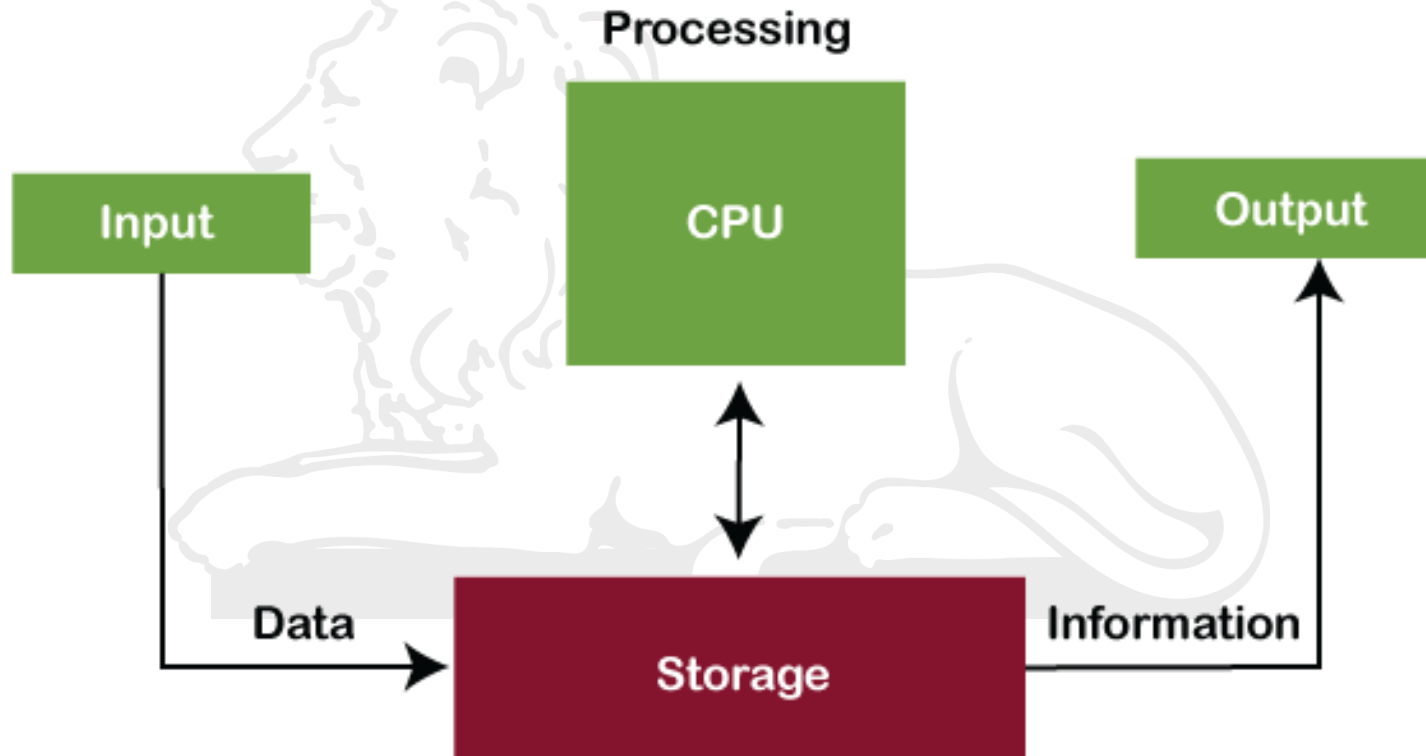 Processing
Input
CPU
Output
Data
Information
Storage